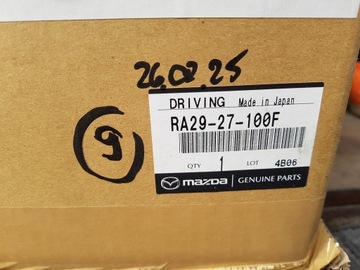 26.02.25
9
DRIVING Made in Japan
RA29-27-100F
QTY 1 LOT 4B06
mazda GENUINE PARTS